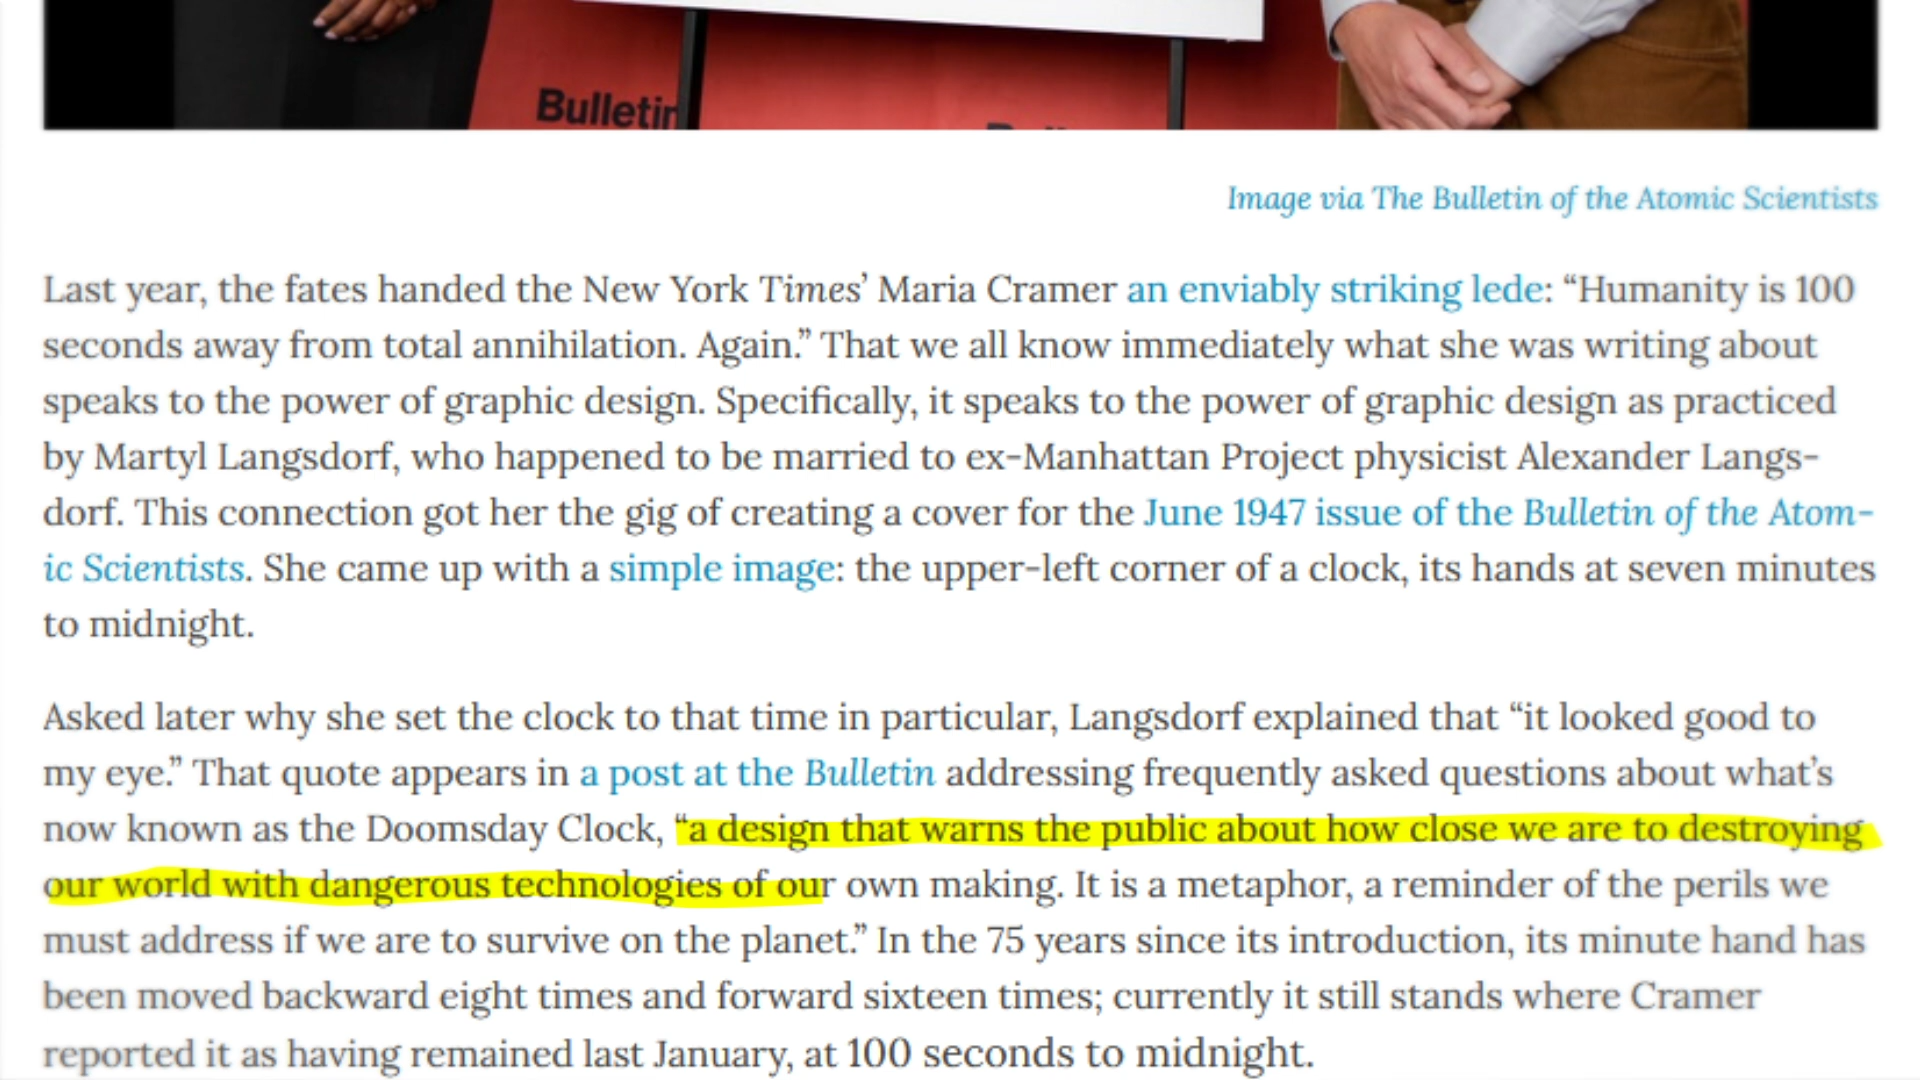 Bulletin
Image via The Bulletin of the Atomic Scientists
Last year, the fates handed the New York Times’ Maria Cramer an enviably striking lede: “Humanity is 100
seconds away from total annihilation. Again.” That we all know immediately what she was writing about
speaks to the power of graphic design. Specifically, it speaks to the power of graphic design as practiced
by Martyl Langsdorf, who happened to be married to ex-Manhattan Project physicist Alexander Langs-
dorf. This connection got her the gig of creating a cover for the June 1947 issue of the Bulletin of the Atom-
ic Scientists. She came up with a simple image: the upper-left corner of a clock, its hands at seven minutes
to midnight.
Asked later why she set the clock to that time in particular, Langsdorf explained that “it looked good to
my eye.” That quote appears in a post at the Bulletin addressing frequently asked questions about what’s
now known as the Doomsday Clock, “a design that warns the public about how close we are to destroying
our world with dangerous technologies of our own making. It is a metaphor, a reminder of the perils we
must address if we are to survive on the planet.” In the 75 years since its introduction, its minute hand has
been moved backward eight times and forward sixteen times; currently it still stands where Cramer
reported it as having remained last January, at 100 seconds to midnight.